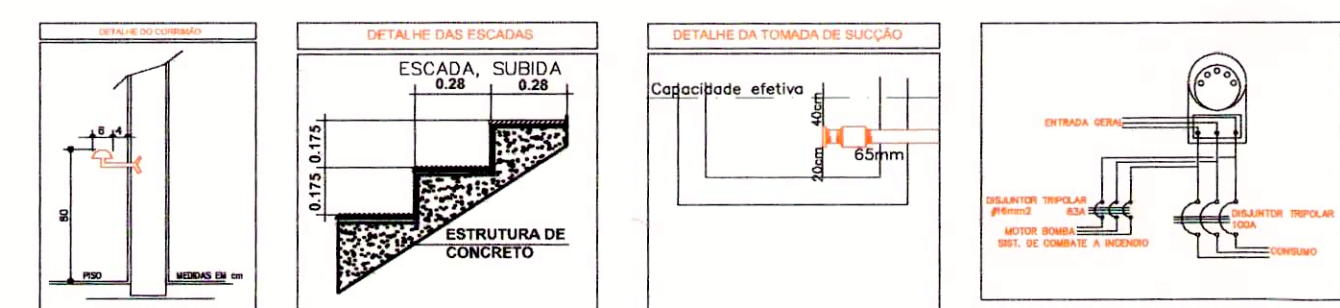 DETALHE DO CORRIMÃO
6 4
80
PISO
MEDIDAS EM cm
DETALHE DAS ESCADAS
ESCADA, SUBIDA
0.28 0.28
0.175
0.175
ESTRUTURA DE
CONCRETO
DETALHE DA TOMADA DE SUCÇÃO
Capacidade efetiva
40cm
20cm
65mm
ENTRADA GERAL
DISJUNTOR TRIPOLAR
#16mm2 63A
MOTOR BOMBA
SIST. DE COMBATE A INCENDIO
DISJUNTOR TRIPOLAR
100A
CONSUMO